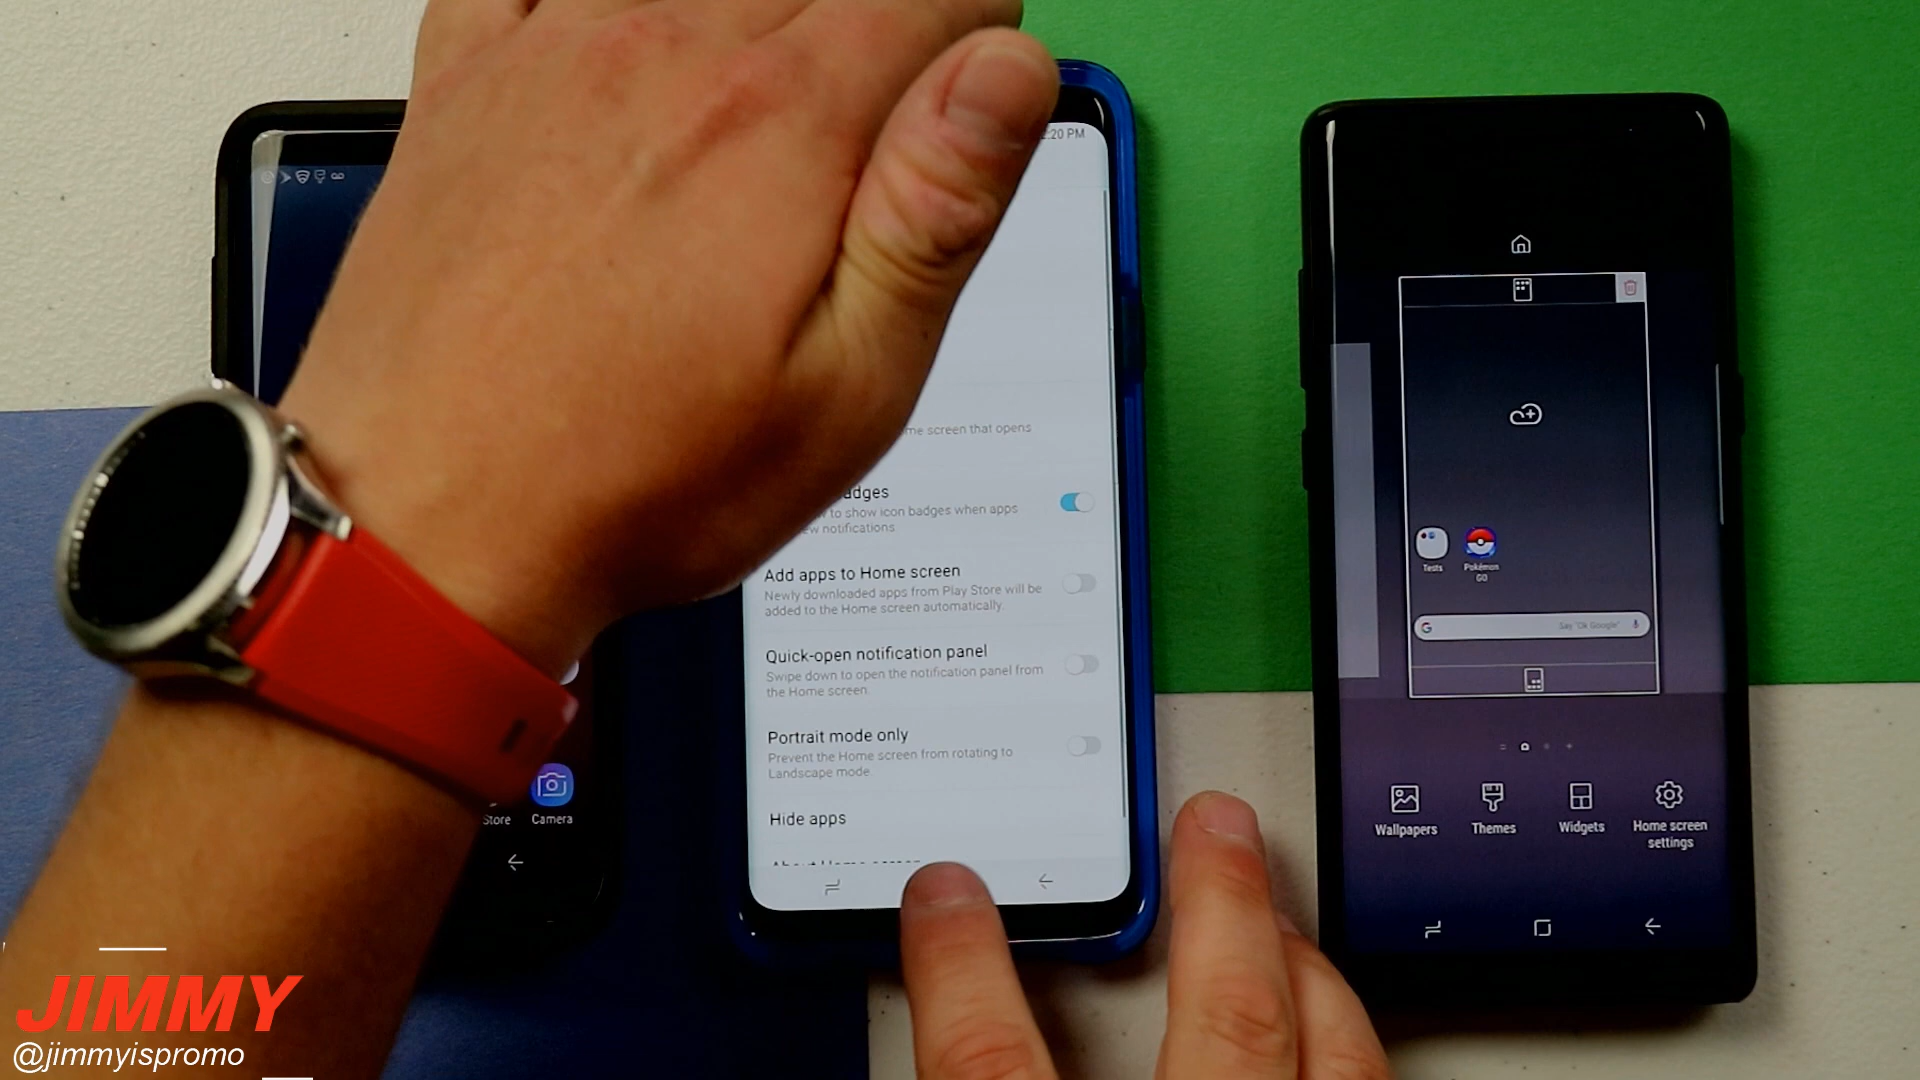 :20 PM
me screen that opens
adges
to show icon badges when apps
ew notifications
Add apps to Home screen
Newly downloaded apps from Play Store will be
added to the Home screen automatically.
Quick-open notification panel
Swipe down to open the notification panel from
the Home screen.
Portrait mode only
Prevent the Home screen from rotating to
Landscape mode.
Hide apps
About Home screen
Store
Camera
Tests
Pokémon
GO
G
Say "Ok Google"
Wallpapers
Themes
Widgets
Home screen
settings
JIMMY
@jimmyispromo